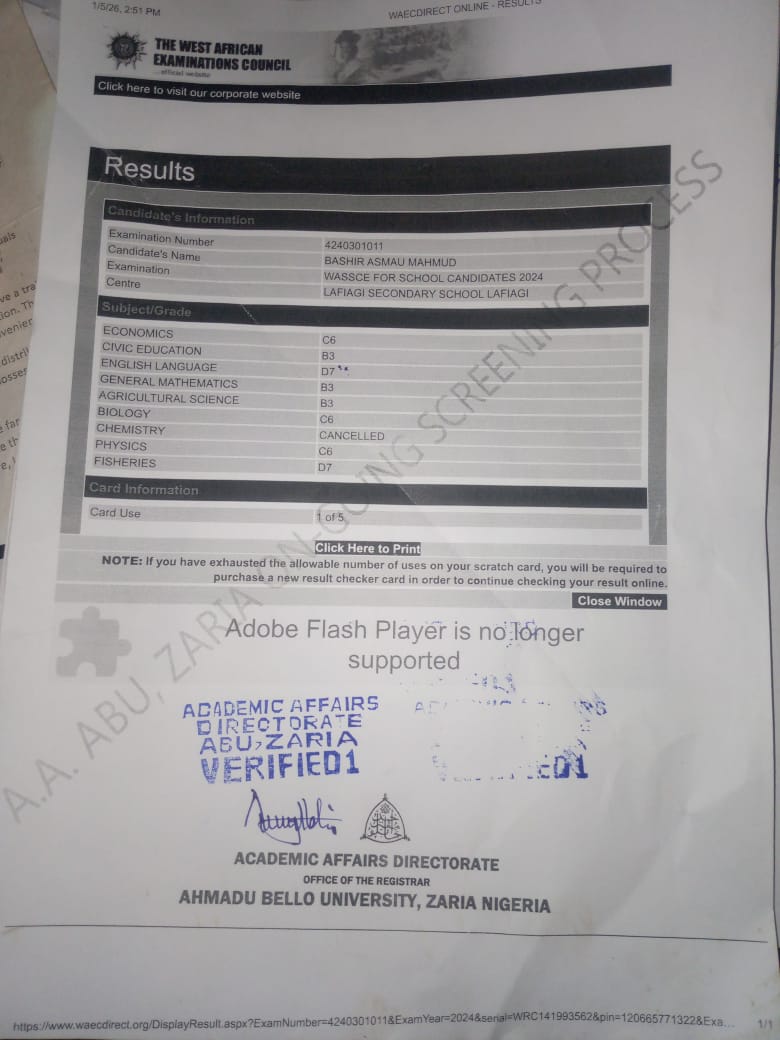 1/5/26, 2:51 PM WAECDIRECT ONLINE - RESULTS
THE WEST AFRICAN
EXAMINATIONS COUNCIL
...official website
Click here to visit our corporate website
Results
Candidate's Information
Examination Number 4240301011
Candidate's Name BASHIR ASMAU MAHMUD
Examination WASSCE FOR SCHOOL CANDIDATES 2024
Centre LAFIAGI SECONDARY SCHOOL LAFIAGI
Subject/Grade
ECONOMICS C6
CIVIC EDUCATION B3
ENGLISH LANGUAGE D7
GENERAL MATHEMATICS B3
AGRICULTURAL SCIENCE B3
BIOLOGY C6
CHEMISTRY CANCELLED
PHYSICS C6
FISHERIES D7
Card Information
Card Use 1 of 5
Click Here to Print
NOTE: If you have exhausted the allowable number of uses on your scratch card, you will be required to
purchase a new result checker card in order to continue checking your result online.
Close Window
Adobe Flash Player is no longer
supported
A.A. ABU, ZARIA ON-GOING SCREENING PROCESS
ACADEMIC AFFAIRS
DIRECTORATE
ABU, ZARIA
VERIFIED1
ACADEMIC AFFAIRS DIRECTORATE
OFFICE OF THE REGISTRAR
AHMADU BELLO UNIVERSITY, ZARIA NIGERIA
https://www.waecdirect.org/DisplayResult.aspx?ExamNumber=4240301011&ExamYear=2024&serial=WRC141993562&pin=120665771322&Exa... 1/1